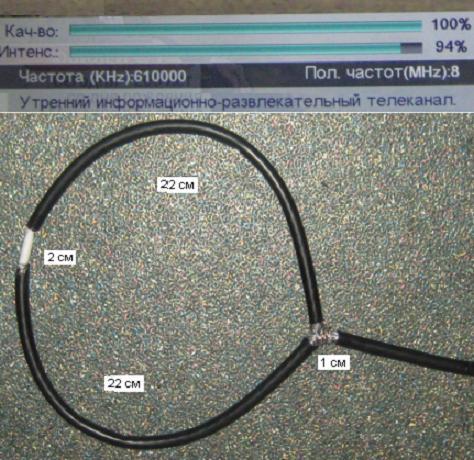 Кач-во: 100%
Интенс.: 94%
Частота (KHz):610000 Пол. частот(MHz):8
Утренний информационно-развлекательный телеканал.
22 см
2 см
1 см
22 см